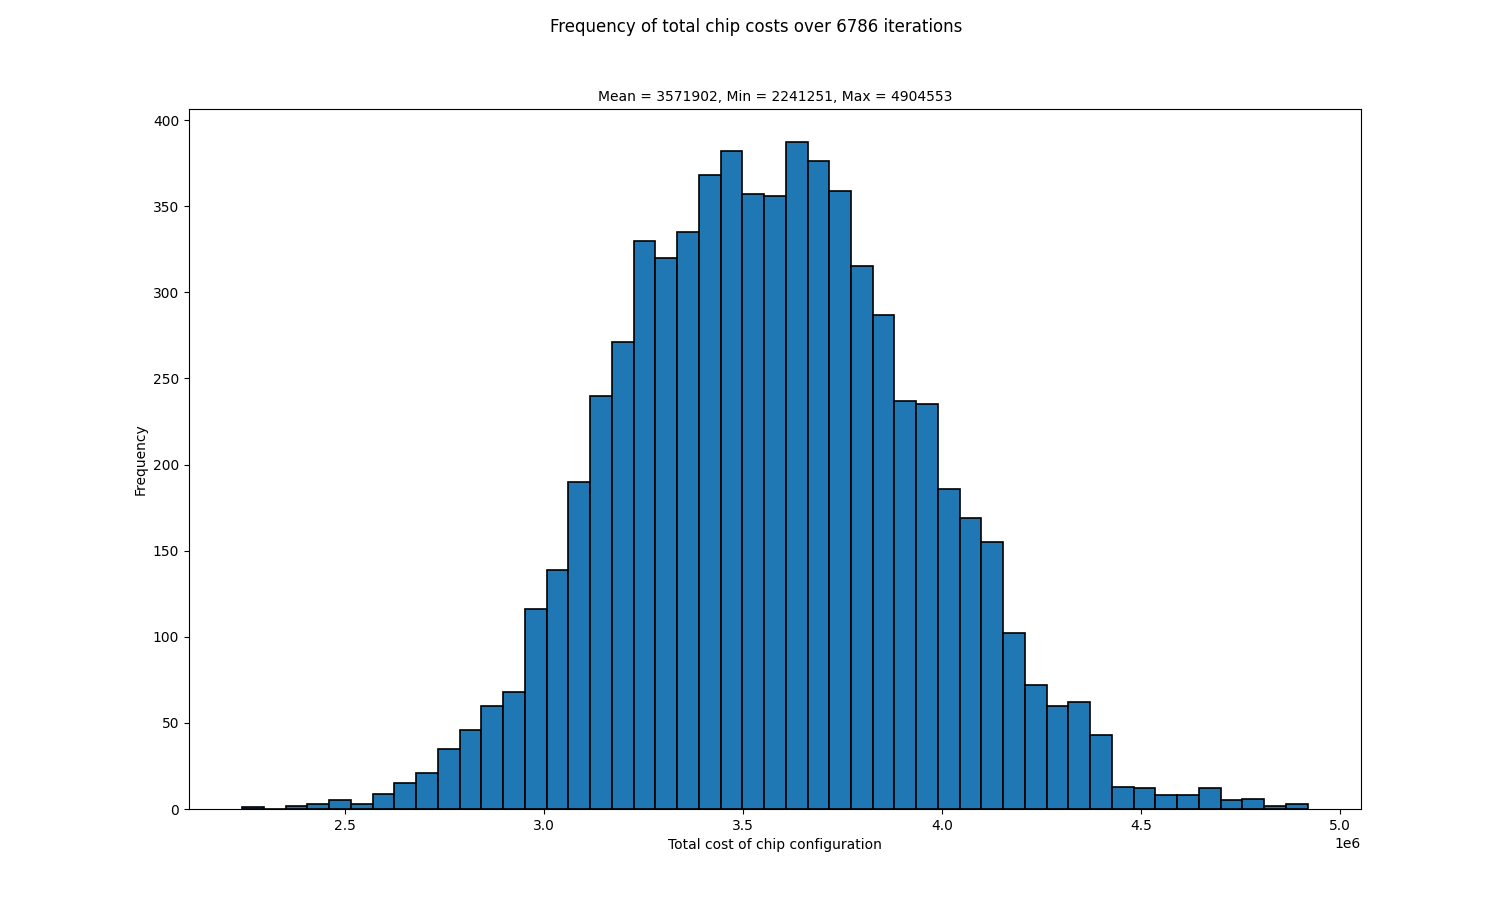 Frequency of total chip costs over 6786 iterations
Mean = 3571902, Min = 2241251, Max = 4904553
400
350
300
250
200
150
100
50
0
Frequency
2.5 3.0 3.5 4.0 4.5 5.0
1e6
Total cost of chip configuration